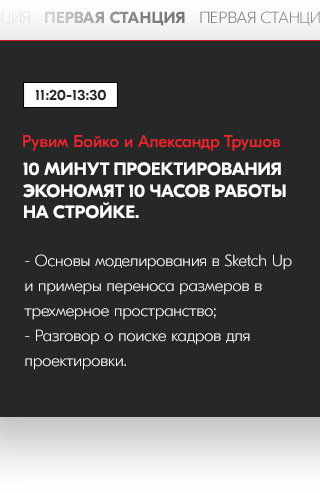 ЦИЯ ПЕРВАЯ СТАНЦИЯ ПЕРВАЯ СТАНЦИ
11:20-13:30
Рувим Бойко и Александр Трушов
10 МИНУТ ПРОЕКТИРОВАНИЯ
ЭКОНОМЯТ 10 ЧАСОВ РАБОТЫ
НА СТРОЙКЕ.
- Основы моделирования в Sketch Up
и примеры переноса размеров в
трехмерное пространство;
- Разговор о поиске кадров для
проектировки.